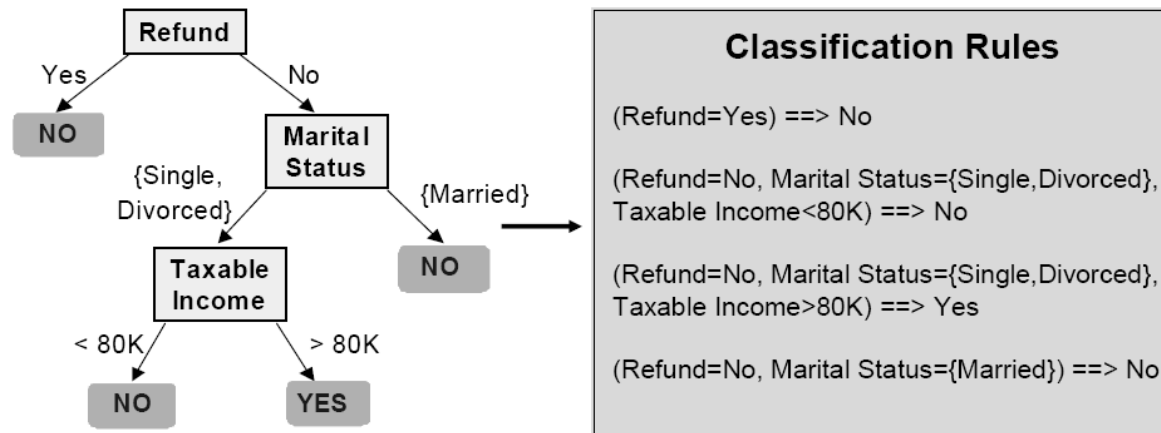 Refund
Yes
No
NO
Marital
Status
{Single,
Divorced}
{Married}
Taxable
Income
NO
< 80K
> 80K
NO
YES
Classification Rules
(Refund=Yes) ==> No
(Refund=No, Marital Status={Single,Divorced},
Taxable Income<80K) ==> No
(Refund=No, Marital Status={Single,Divorced},
Taxable Income>80K) ==> Yes
(Refund=No, Marital Status={Married}) ==> No